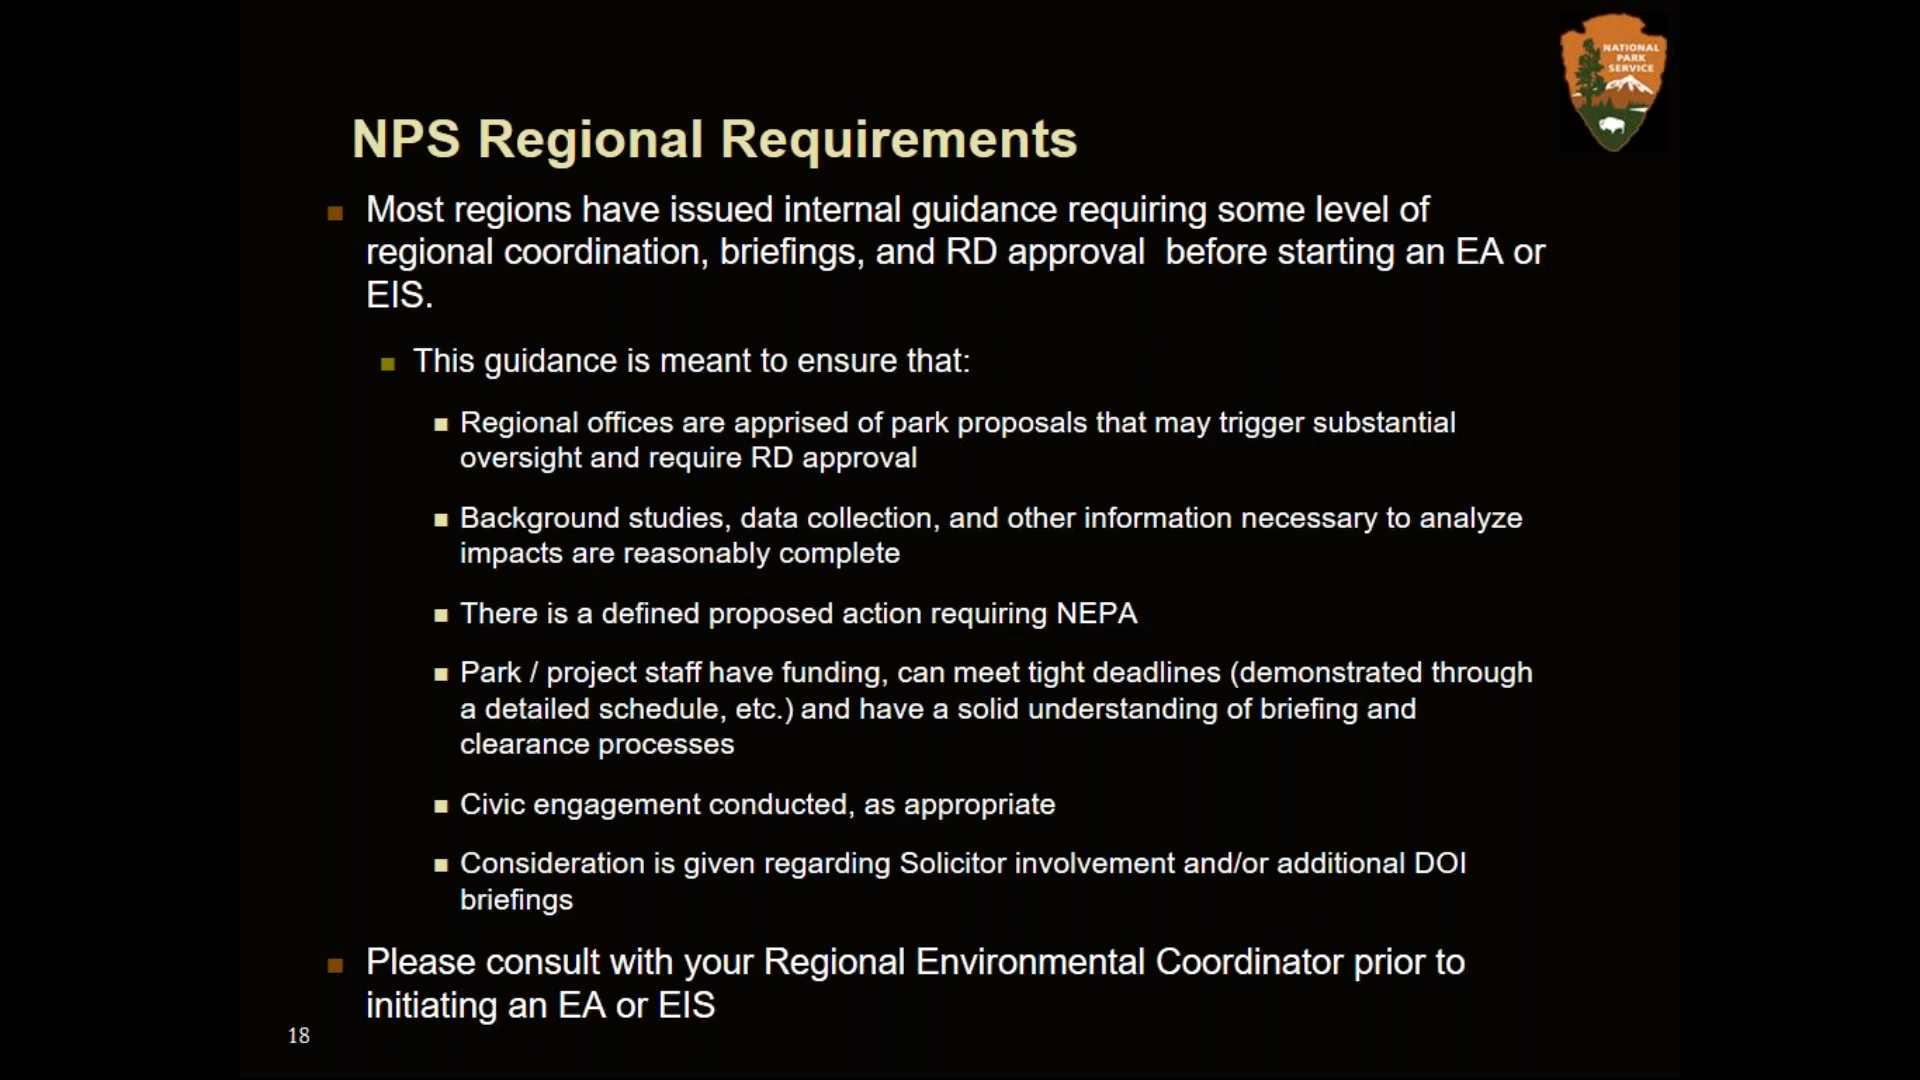 NATIONAL
PARK
SERVICE
NPS Regional Requirements
Most regions have issued internal guidance requiring some level of
regional coordination, briefings, and RD approval before starting an EA or
EIS.
This guidance is meant to ensure that:
Regional offices are apprised of park proposals that may trigger substantial
oversight and require RD approval
Background studies, data collection, and other information necessary to analyze
impacts are reasonably complete
There is a defined proposed action requiring NEPA
Park / project staff have funding, can meet tight deadlines (demonstrated through
a detailed schedule, etc.) and have a solid understanding of briefing and
clearance processes
Civic engagement conducted, as appropriate
Consideration is given regarding Solicitor involvement and/or additional DOI
briefings
Please consult with your Regional Environmental Coordinator prior to
initiating an EA or EIS
18